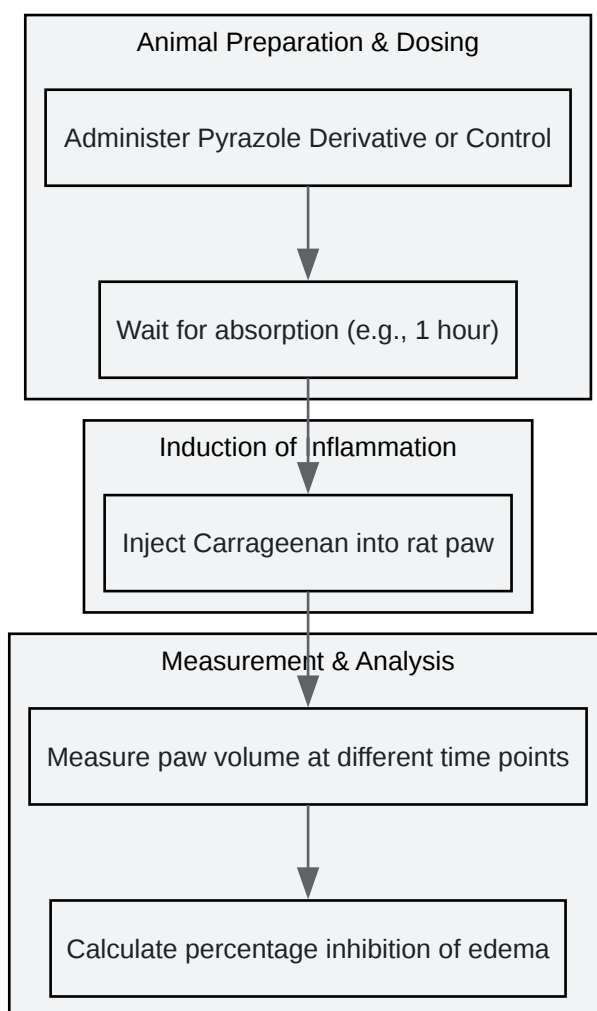 Animal Preparation & Dosing
Administer Pyrazole Derivative or Control
Wait for absorption (e.g., 1 hour)
Induction of Inflammation
Inject Carrageenan into rat paw
Measurement & Analysis
Measure paw volume at different time points
Calculate percentage inhibition of edema